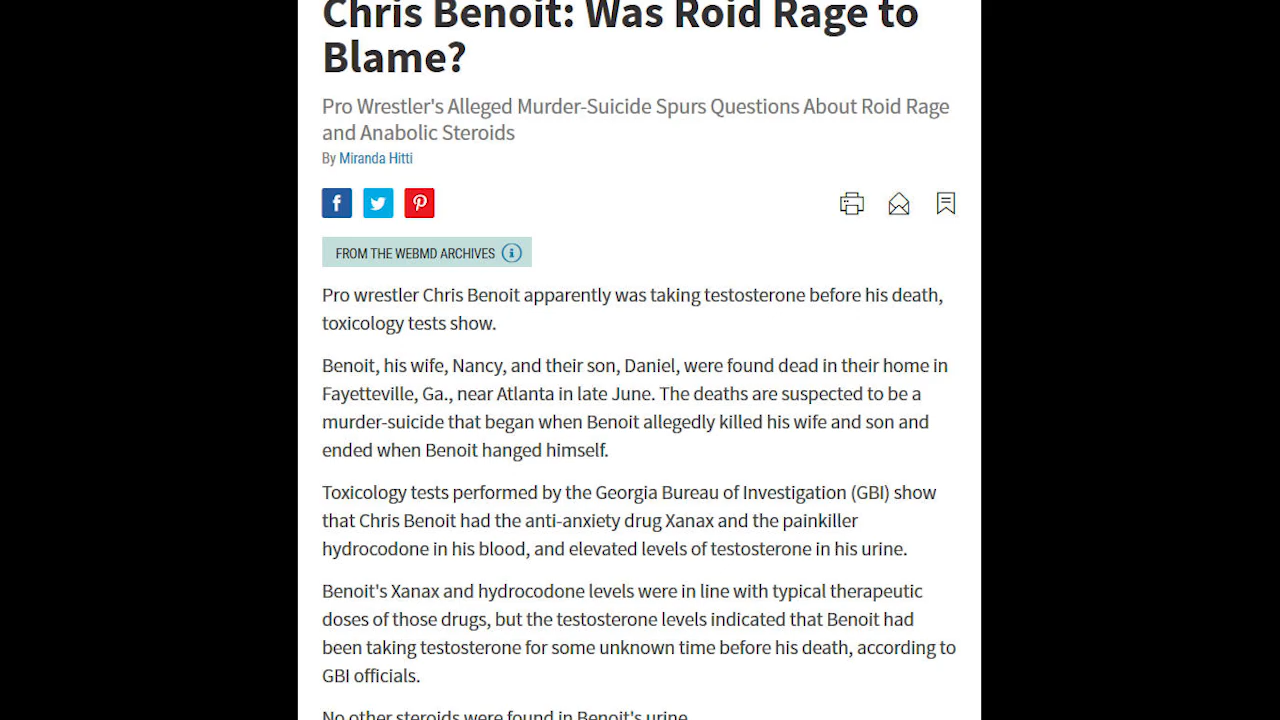 Chris Benoit: Was Roid Rage to
Blame?
Pro Wrestler's Alleged Murder-Suicide Spurs Questions About Roid Rage
and Anabolic Steroids
By Miranda Hitti
FROM THE WEBMD ARCHIVES
Pro wrestler Chris Benoit apparently was taking testosterone before his death,
toxicology tests show.
Benoit, his wife, Nancy, and their son, Daniel, were found dead in their home in
Fayetteville, Ga., near Atlanta in late June. The deaths are suspected to be a
murder-suicide that began when Benoit allegedly killed his wife and son and
ended when Benoit hanged himself.
Toxicology tests performed by the Georgia Bureau of Investigation (GBI) show
that Chris Benoit had the anti-anxiety drug Xanax and the painkiller
hydrocodone in his blood, and elevated levels of testosterone in his urine.
Benoit's Xanax and hydrocodone levels were in line with typical therapeutic
doses of those drugs, but the testosterone levels indicated that Benoit had
been taking testosterone for some unknown time before his death, according to
GBI officials.
No other steroids were found in Benoit's urine